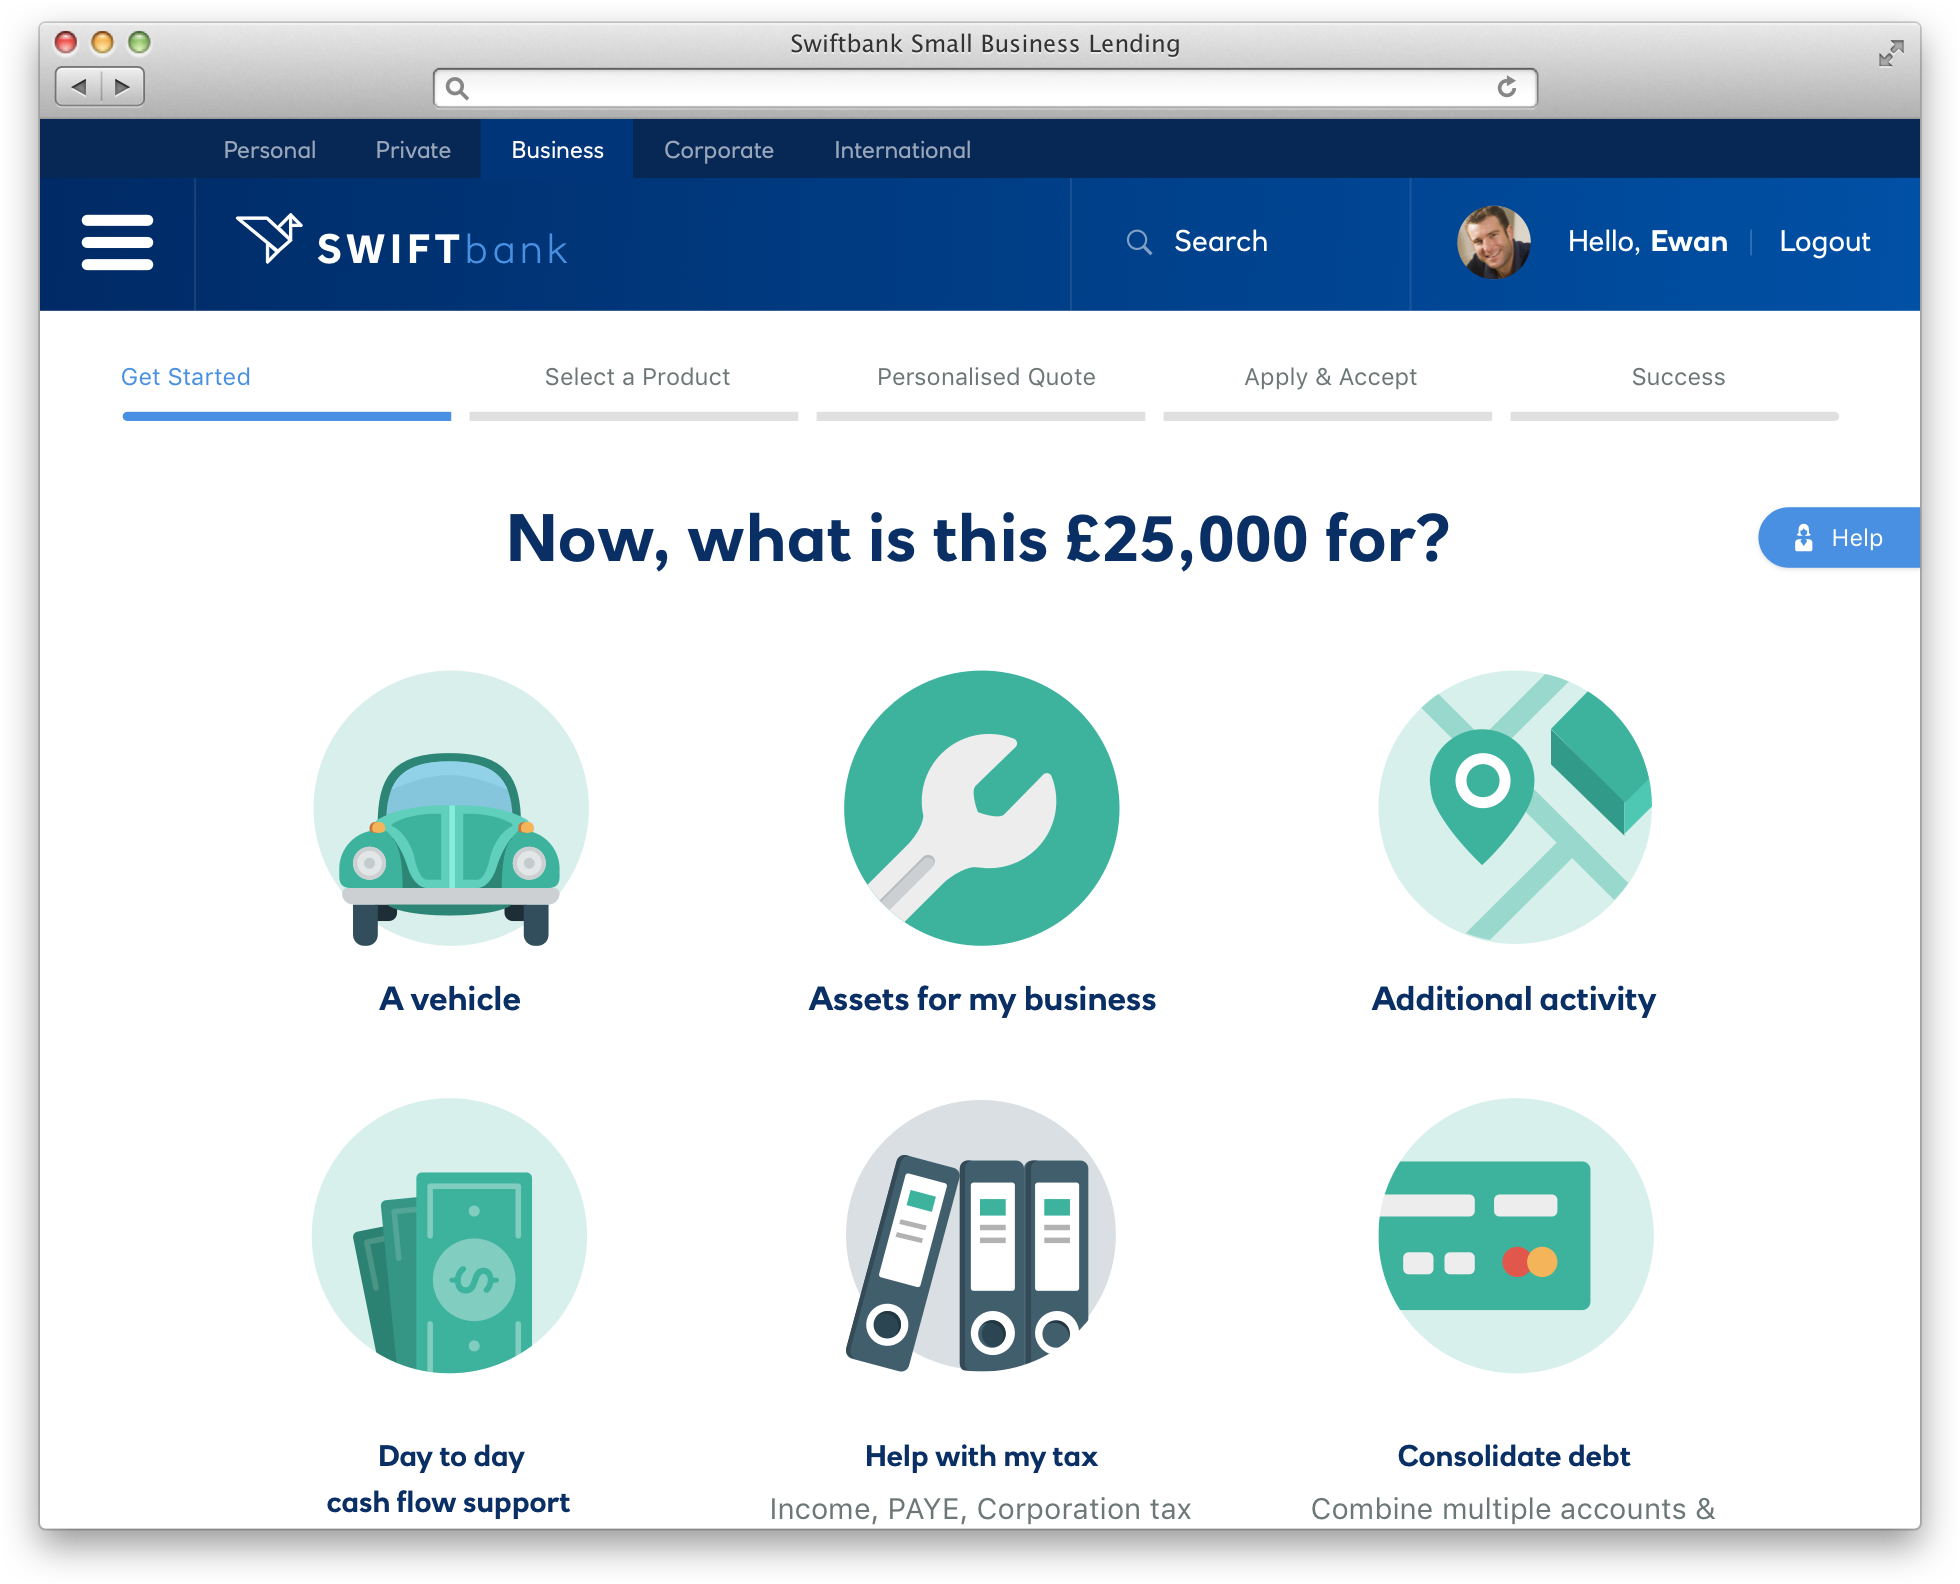 Swiftbank Small Business Lending
Personal Private Business Corporate International
SWIFTbank
Search
Hello, Ewan
Logout
Get Started
Select a Product
Personalised Quote
Apply & Accept
Success
Now, what is this £25,000 for?
Help
A vehicle
Assets for my business
Additional activity
$
Day to day
cash flow support
Help with my tax
Income, PAYE, Corporation tax
Consolidate debt
Combine multiple accounts &